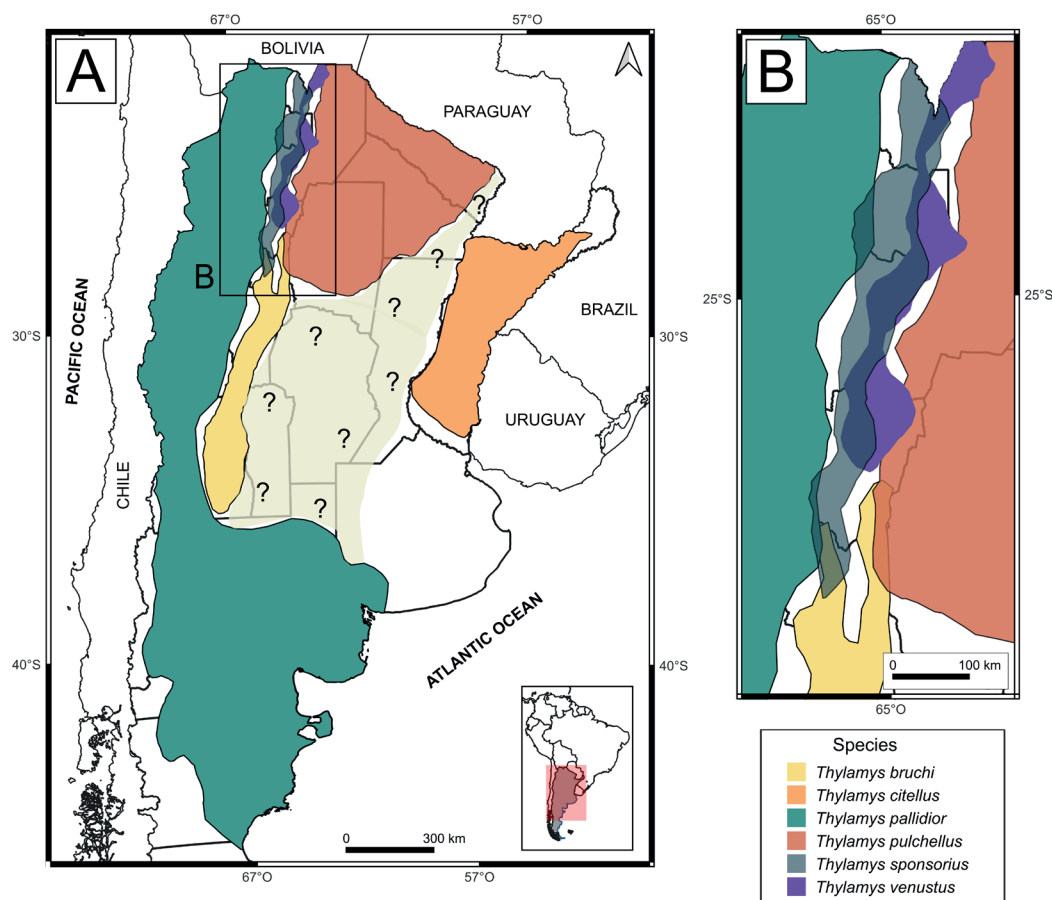 67°O
57°O
65°O
A
BOLIVIA
B
PARAGUAY
?
?
B
?
25°S
25°S
BRAZIL
30°S
?
30°S
PACIFIC OCEAN
?
?
URUGUAY
?
CHILE
?
?
ATLANTIC OCEAN
40°S
40°S
0 100 km
65°O
Species
Thylamys bruchi
Thylamys citellus
Thylamys pallidior
Thylamys pulchellus
Thylamys sponsorius
Thylamys venustus
0 300 km
67°O
57°O